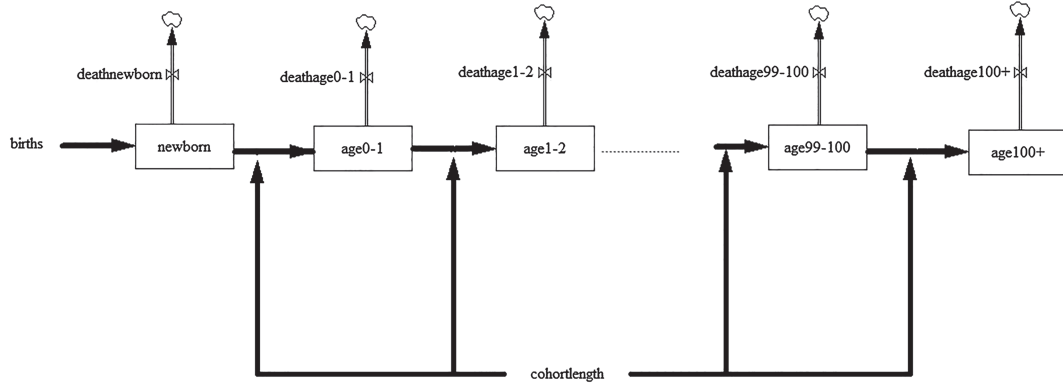 deathnewborn
deathage0-1
deathage1-2
deathage99-100
deathage100+
births
newborn
age0-1
age1-2
age99-100
age100+
cohortlength